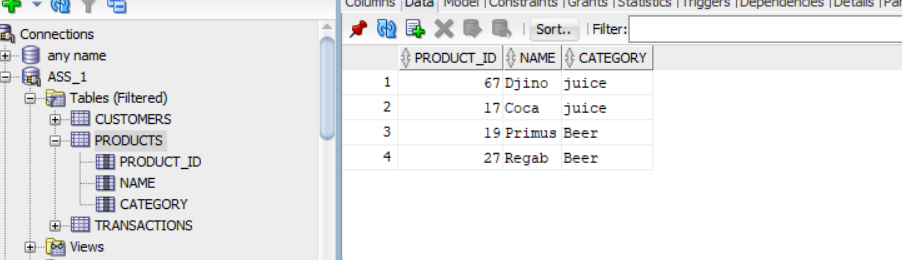 Columns Data Model Constraints Grants Statistics Triggers Dependencies Details
Sort.. Filter:
Connections
any name
ASS_1
Tables (Filtered)
CUSTOMERS
PRODUCTS
PRODUCT_ID
NAME
CATEGORY
TRANSACTIONS
Views
PRODUCT_ID NAME CATEGORY
1 67 Djino juice
2 17 Coca juice
3 19 Primus Beer
4 27 Regab Beer